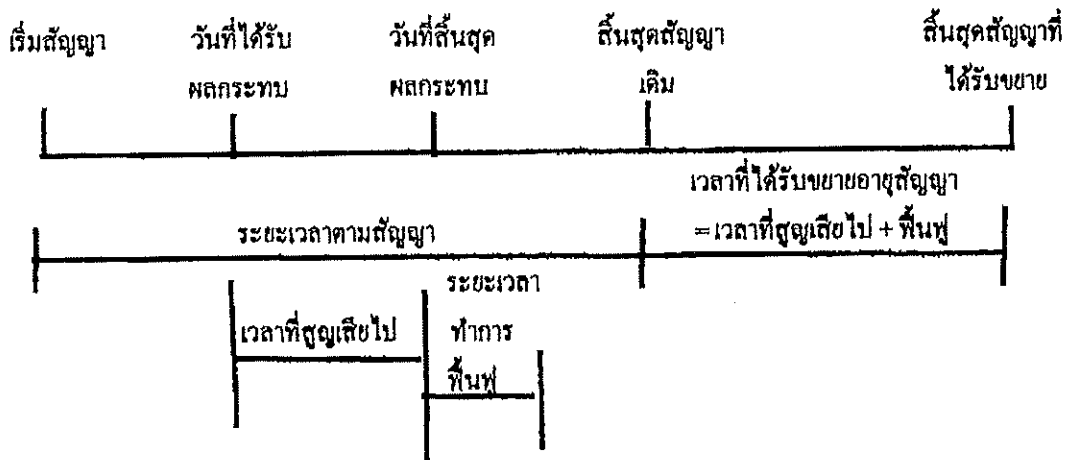 เริ่มสัญญา วันที่ได้รับ วันที่สิ้นสุด สิ้นสุดสัญญา สิ้นสุดสัญญาที่
ผลกระทบ ผลกระทบ เดิม ได้รับขยาย
เวลาที่ได้รับขยายอายุสัญญา
ระยะเวลาตามสัญญา = เวลาที่สูญเสียไป + ฟื้นฟู
ระยะเวลา
เวลาที่สูญเสียไป ทำการ
ฟื้นฟู